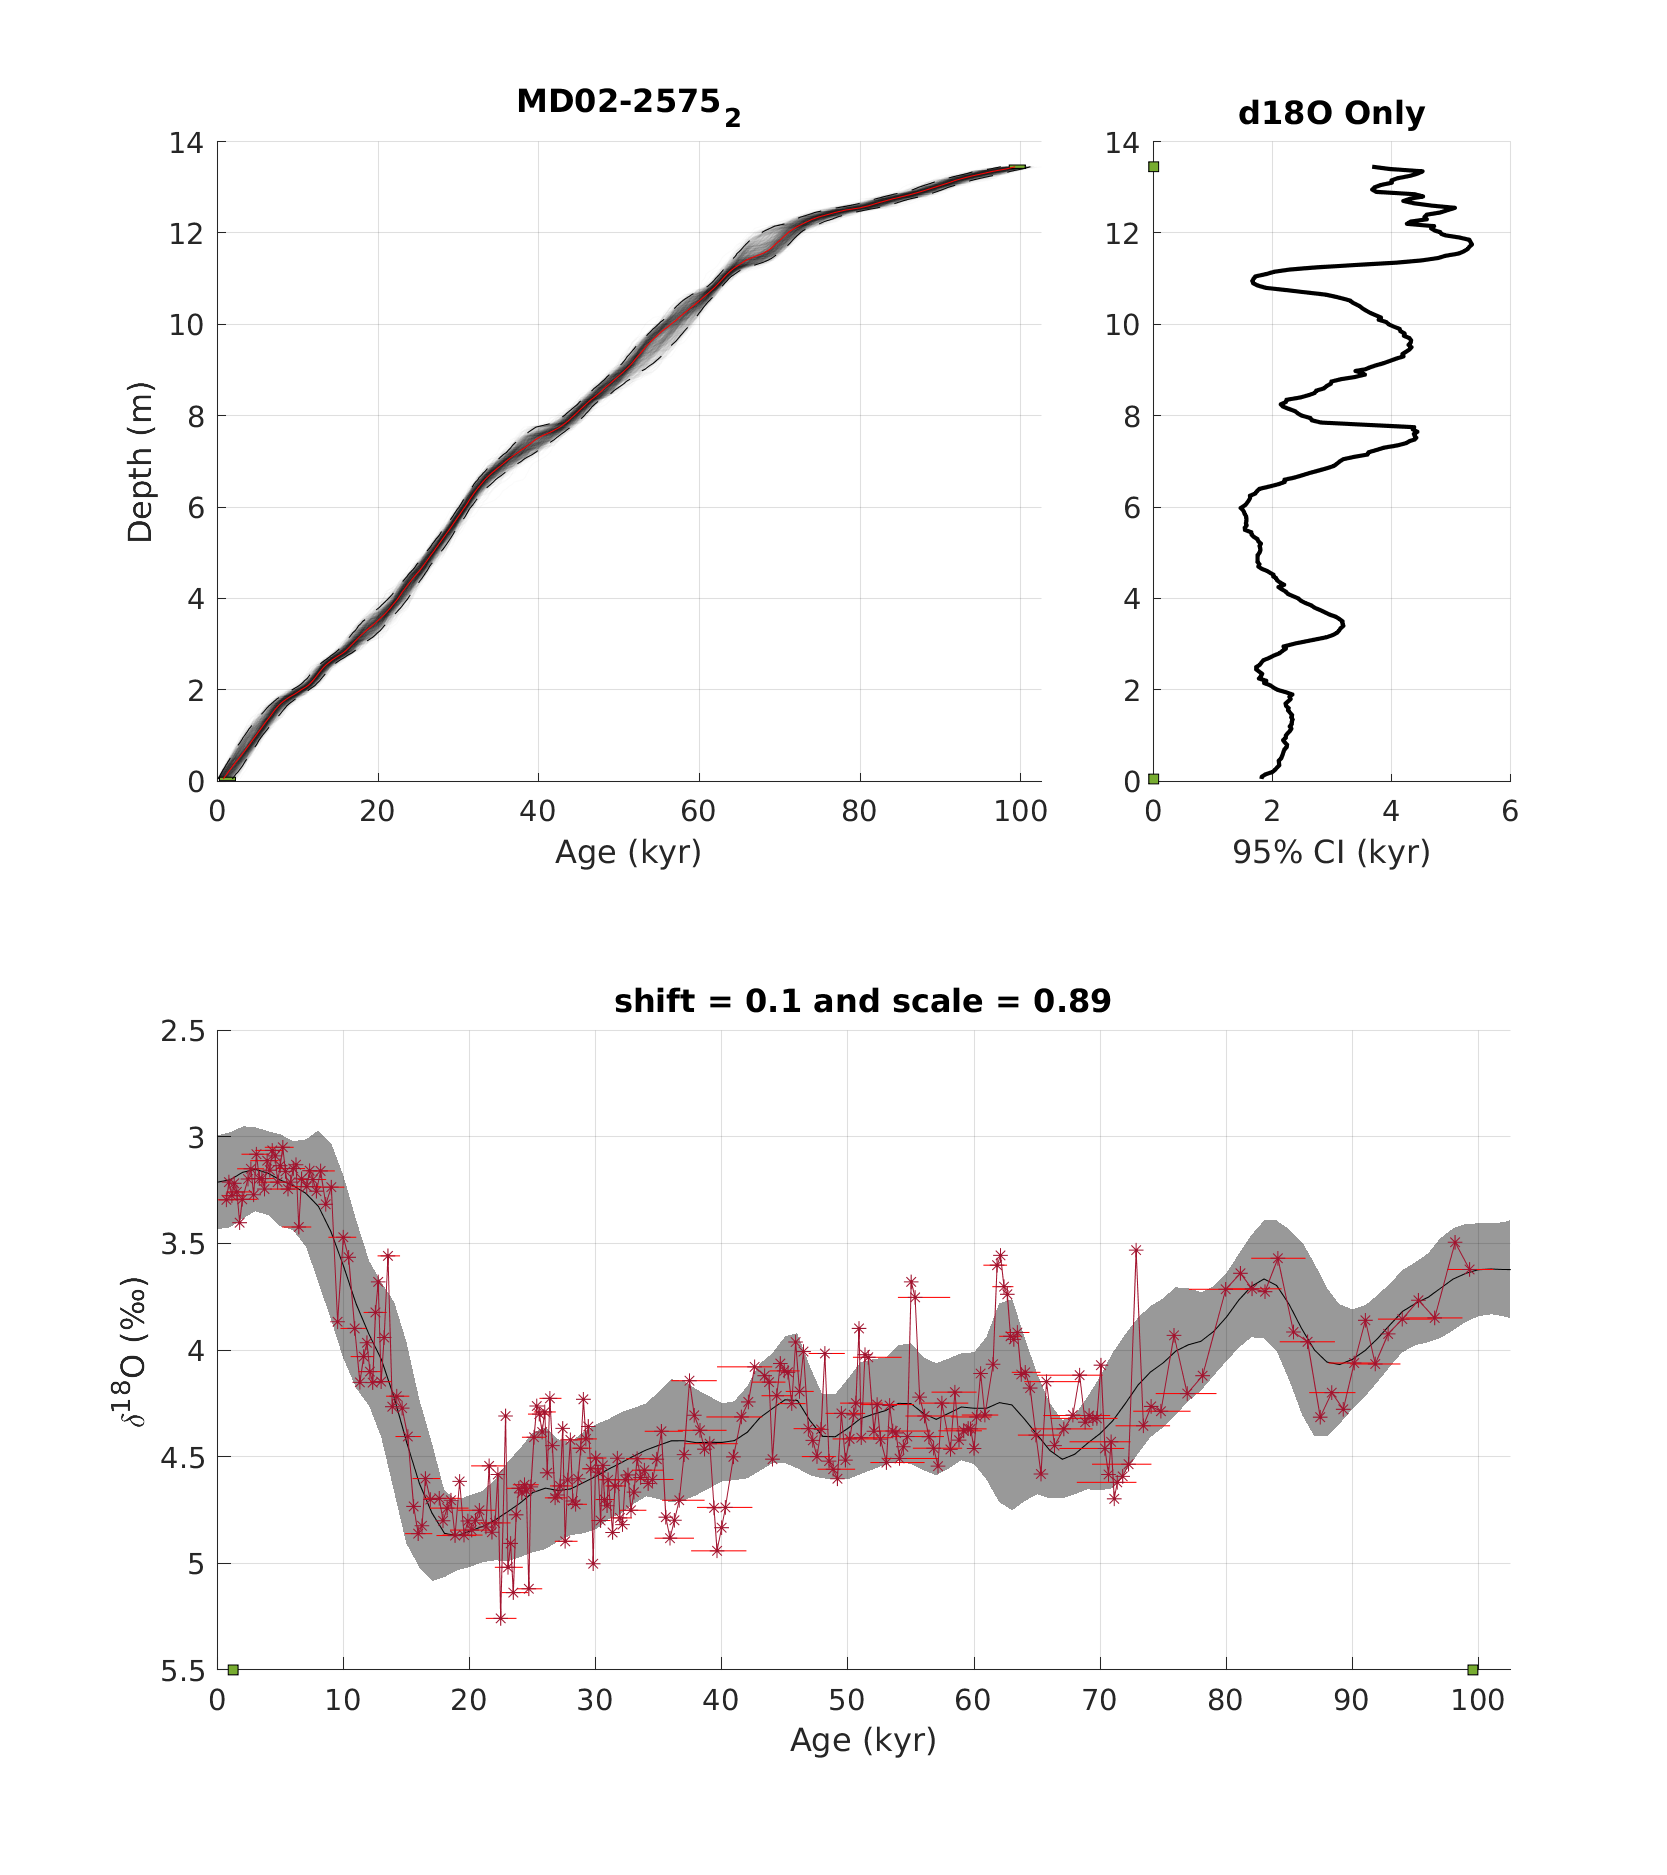 MD02-2575₂
d18O Only
14
12
10
8
6
4
2
0
Depth (m)
0 20 40 60 80 100
Age (kyr)
14
12
10
8
6
4
2
0
0 2 4 6
95% CI (kyr)
shift = 0.1 and scale = 0.89
2.5
3
3.5
4
4.5
5
5.5
δ¹⁸O (‰)
0 10 20 30 40 50 60 70 80 90 100
Age (kyr)